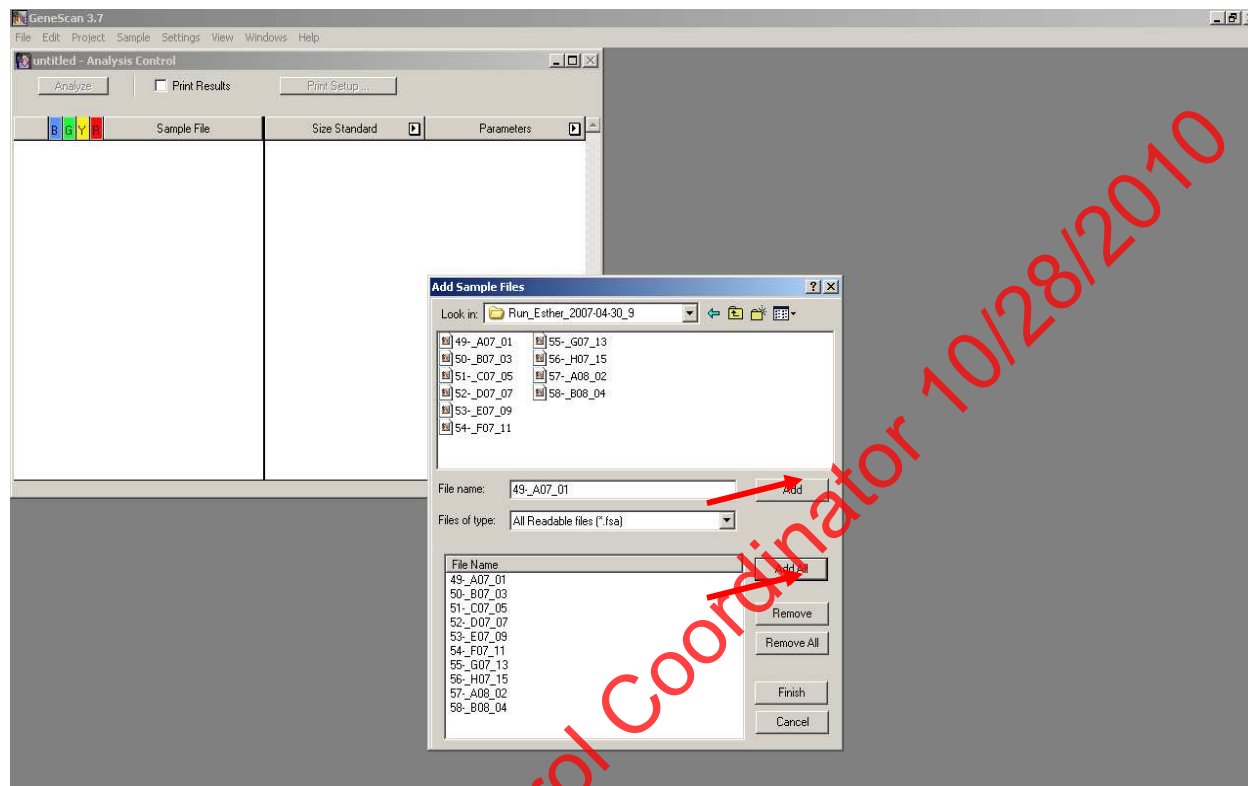 GeneScan 3.7
File Edit Project Sample Settings View Windows Help
untitled - Analysis Control
Analyze Print Results Print Setup ...
B G Y R Sample File Size Standard Parameters
Add Sample Files
Look in: Run_Esther_2007-04-30_9
49-_A07_01 55-_G07_13
50-_B07_03 56-_H07_15
51-_C07_05 57-_A08_02
52-_D07_07 58-_B08_04
53-_E07_09
54-_F07_11
File name: 49-_A07_01 Add
Files of type: All Readable files (*.fsa)
File Name Add All
49-_A07_01
50-_B07_03
51-_C07_05
52-_D07_07 Remove
53-_E07_09
54-_F07_11 Remove All
55-_G07_13
56-_H07_15
57-_A08_02 Finish
58-_B08_04
Cancel
rol Coordinator 10/28/2010